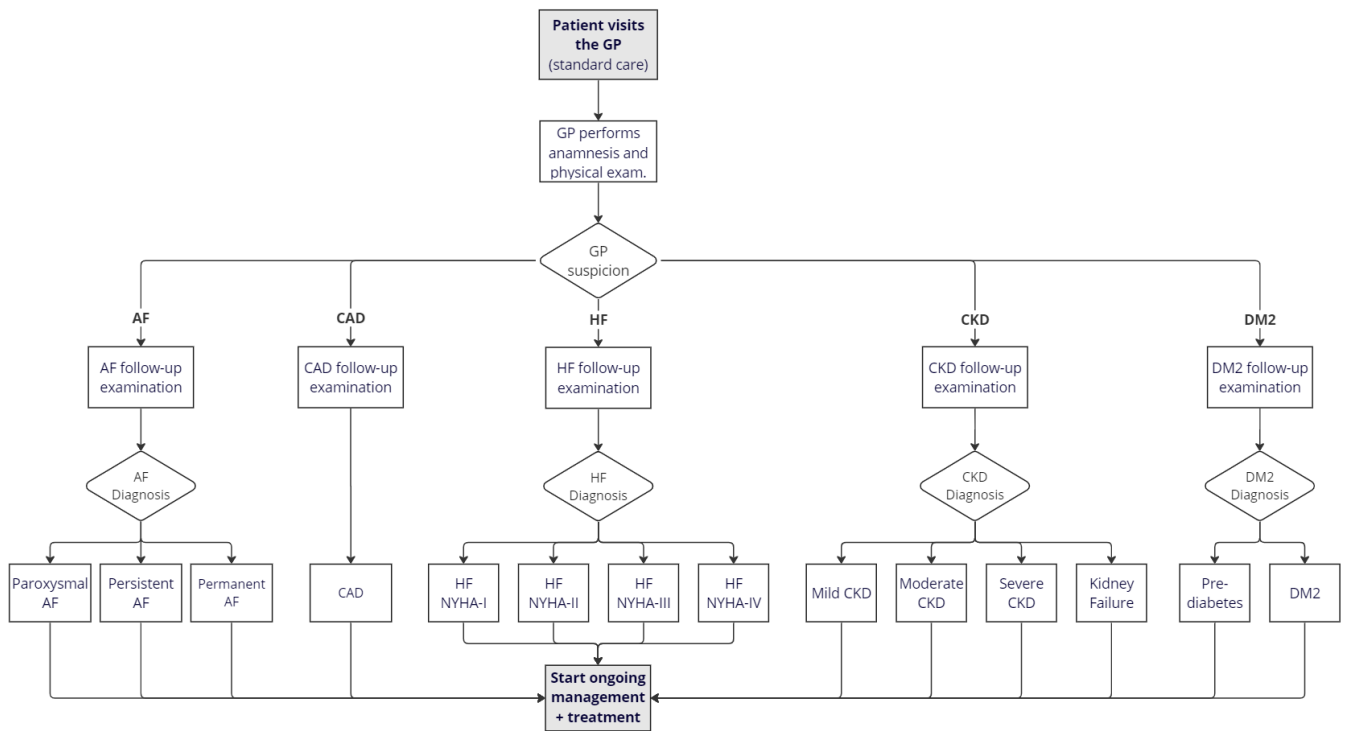 Patient visits
the GP
(standard care)
GP performs
anamnesis and
physical exam.
GP
suspicion
AF
CAD
HF
CKD
DM2
AF follow-up
examination
CAD follow-up
examination
HF follow-up
examination
CKD follow-up
examination
DM2 follow-up
examination
AF
Diagnosis
HF
Diagnosis
CKD
Diagnosis
DM2
Diagnosis
Paroxysmal
AF
Persistent
AF
Permanent
AF
CAD
HF
NYHA-I
HF
NYHA-II
HF
NYHA-III
HF
NYHA-IV
Mild CKD
Moderate
CKD
Severe
CKD
Kidney
Failure
Pre-
diabetes
DM2
Start ongoing
management
+ treatment